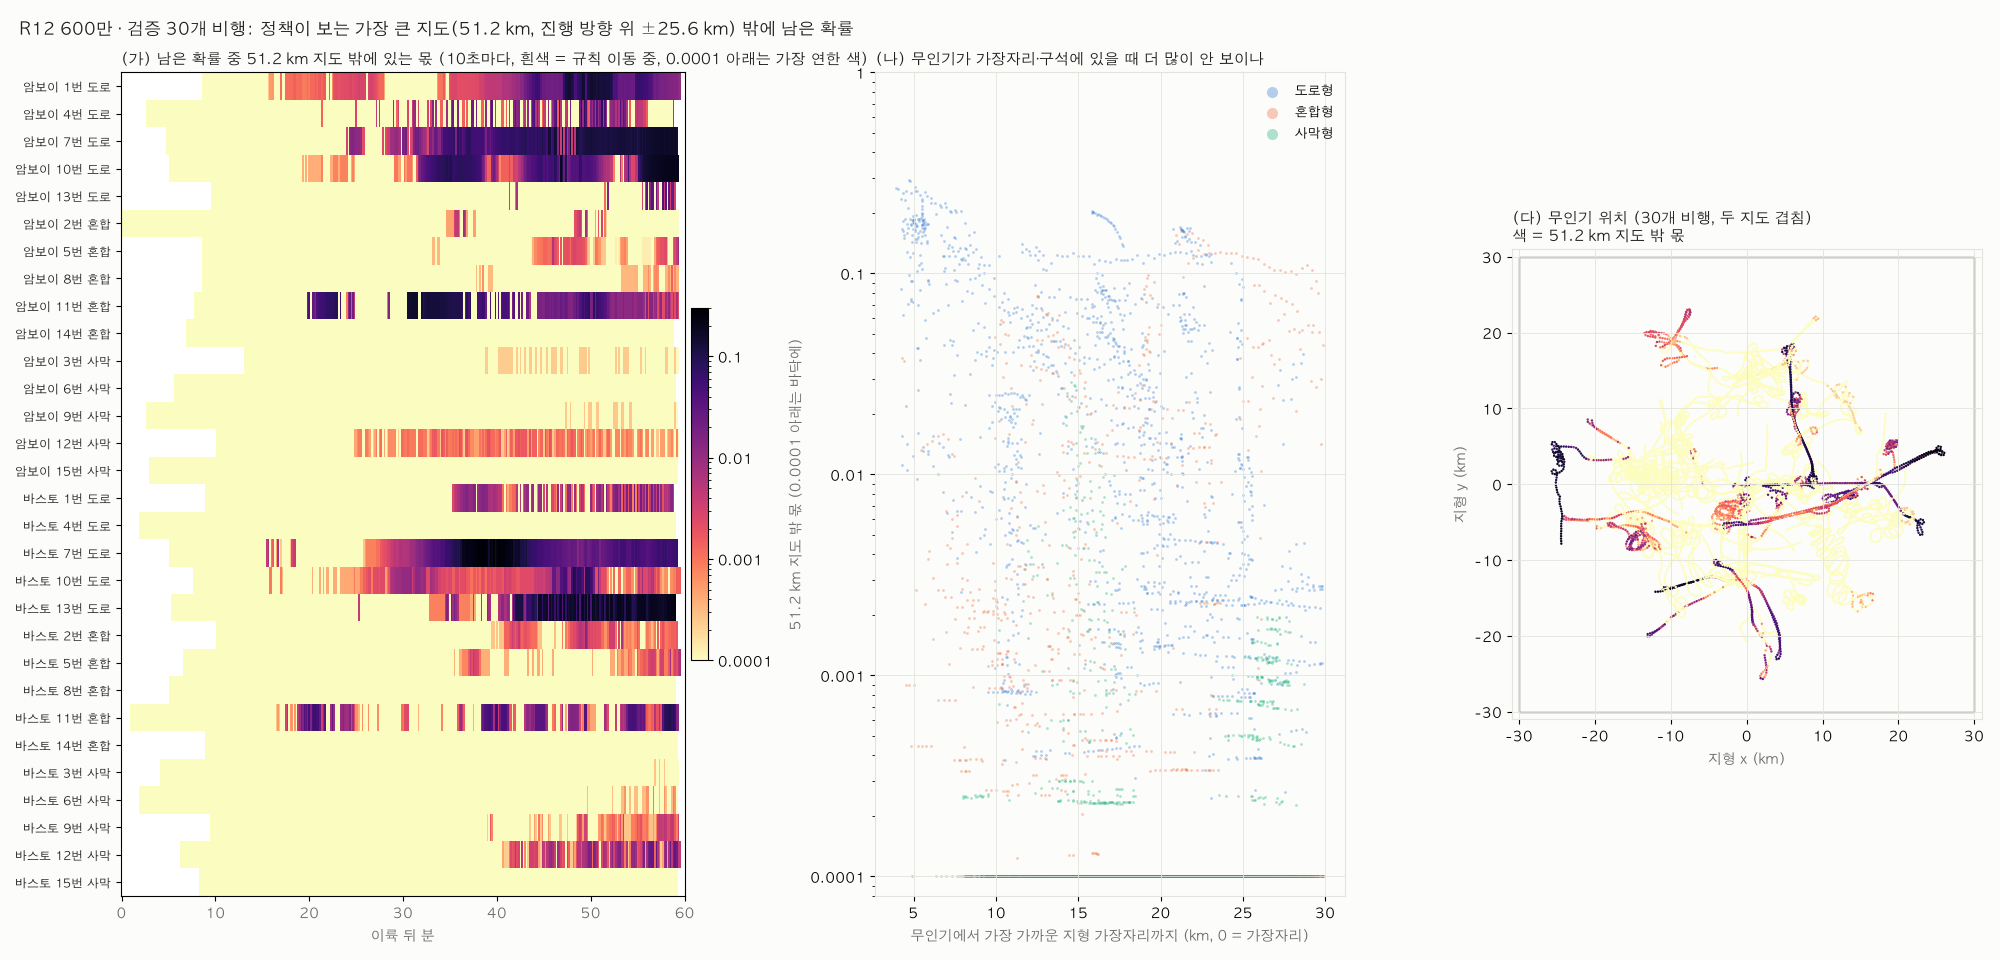 R12 600만 · 검증 30개 비행: 정책이 보는 가장 큰 지도(51.2 km, 진행 방향 위 ±25.6 km) 밖에 남은 확률
(가) 남은 확률 중 51.2 km 지도 밖에 있는 몫 (10초마다, 흰색 = 규칙 이동 중, 0.0001 아래는 가장 연한 색)
암보이 1번 도로
암보이 4번 도로
암보이 7번 도로
암보이 10번 도로
암보이 13번 도로
암보이 2번 혼합
암보이 5번 혼합
암보이 8번 혼합
암보이 11번 혼합
암보이 14번 혼합
암보이 3번 사막
암보이 6번 사막
암보이 9번 사막
암보이 12번 사막
암보이 15번 사막
바스토 1번 도로
바스토 4번 도로
바스토 7번 도로
바스토 10번 도로
바스토 13번 도로
바스토 2번 혼합
바스토 5번 혼합
바스토 8번 혼합
바스토 11번 혼합
바스토 14번 혼합
바스토 3번 사막
바스토 6번 사막
바스토 9번 사막
바스토 12번 사막
바스토 15번 사막
0 10 20 30 40 50 60
이륙 뒤 분
0.1
0.01
0.001
0.0001
(나) 무인기가 가장자리·구석에 있을 때 더 많이 안 보이나
51.2 km 지도 밖 몫 (0.0001 아래는 바닥에)
1
0.1
0.01
0.001
0.0001
도로형
혼합형
사막형
5 10 15 20 25 30
무인기에서 가장 가까운 지형 가장자리까지 (km, 0 = 가장자리)
(다) 무인기 위치 (30개 비행, 두 지도 겹침)
색 = 51.2 km 지도 밖 몫
지형 y (km)
30
20
10
0
-10
-20
-30
-30 -20 -10 0 10 20 30
지형 x (km)